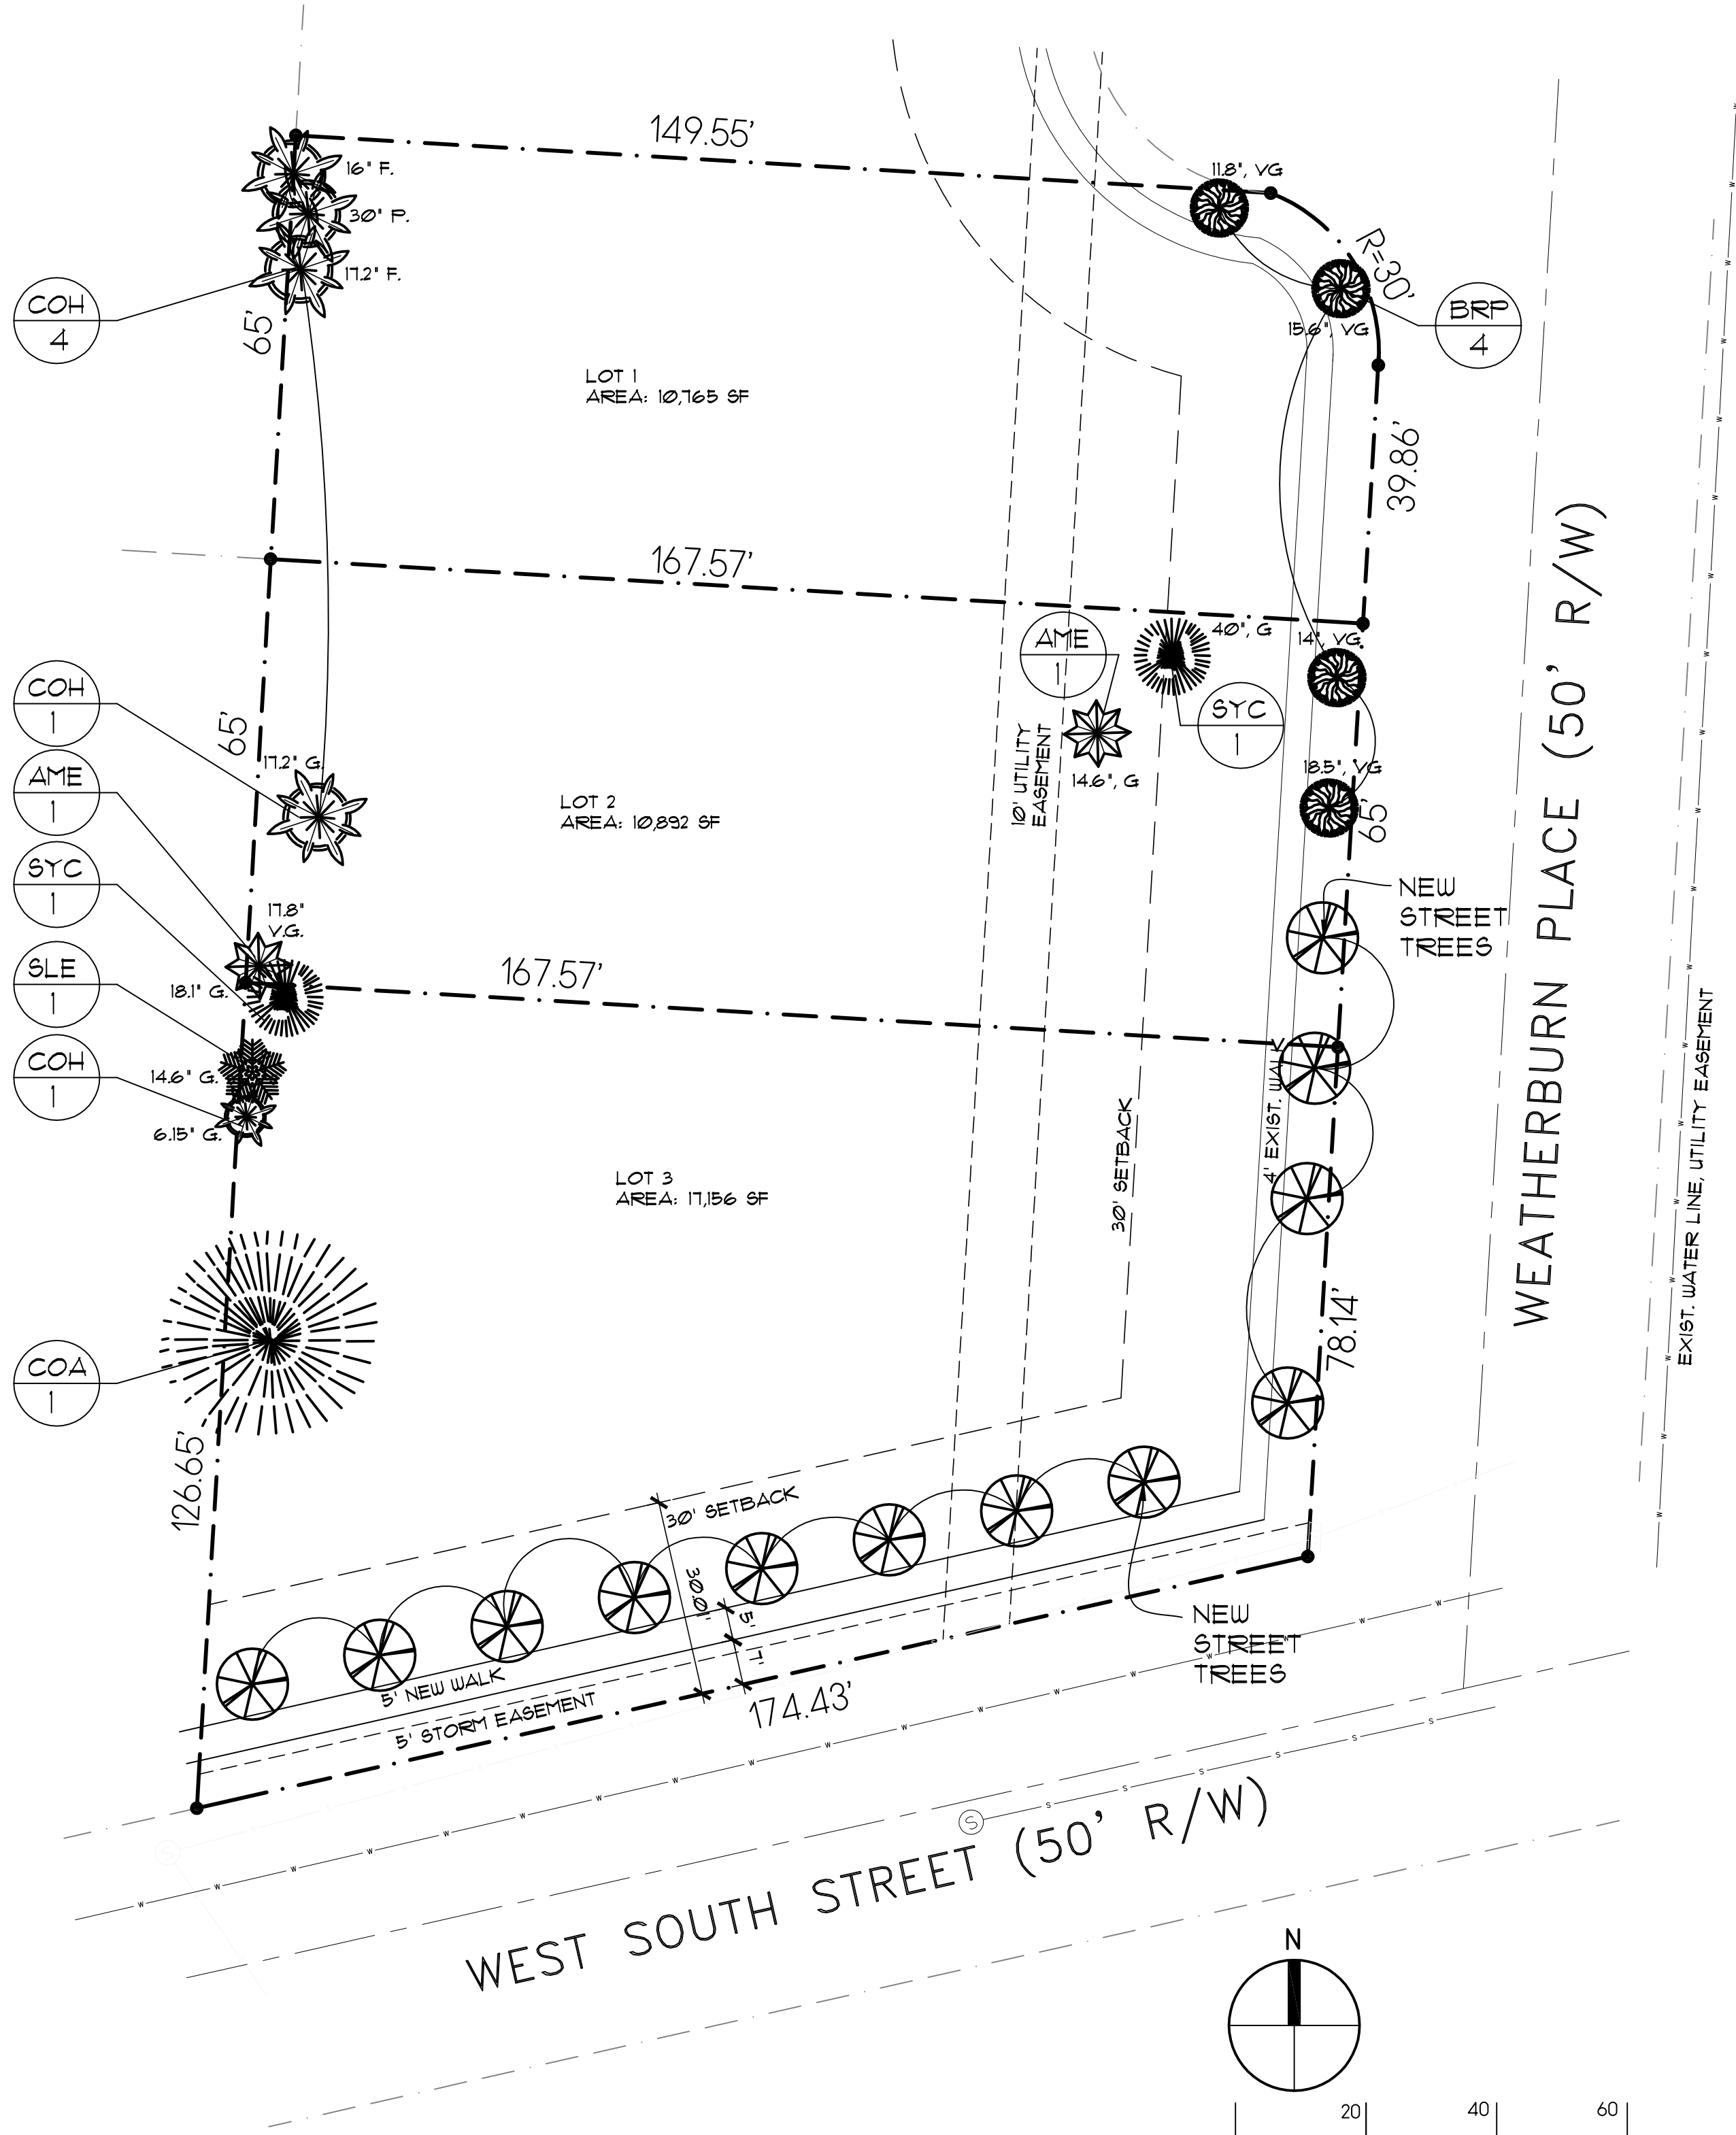 149.55'
11.8", VG
16" F.
30" P.
17.2" F.
R=30'
COH
4
BRP
4
15.6", VG
65'
LOT 1
AREA: 10,765 SF
39.86'
167.57'
40", G
14", VG
AME
1
SYC
1
COH
1
65'
17.2" G.
10' UTILITY
EASEMENT
14.6", G
18.5", VG
65'
AME
1
LOT 2
AREA: 10,892 SF
SYC
1
NEW
STREET
TREES
17.8"
V.G.
SLE
1
18.1" G.
167.57'
WEATHERBURN PLACE (50' R/W)
EXIST. WATER LINE, UTILITY EASEMENT
COH
1
14.6" G.
6.15" G.
4' EXIST. WALK
30' SETBACK
LOT 3
AREA: 17,156 SF
COA
1
78.14'
126.65'
30' SETBACK
30.01'
5'
7'
NEW
STREET
TREES
5' NEW WALK
5' STORM EASEMENT
174.43'
S
WEST SOUTH STREET (50' R/W)
N
20
40
60